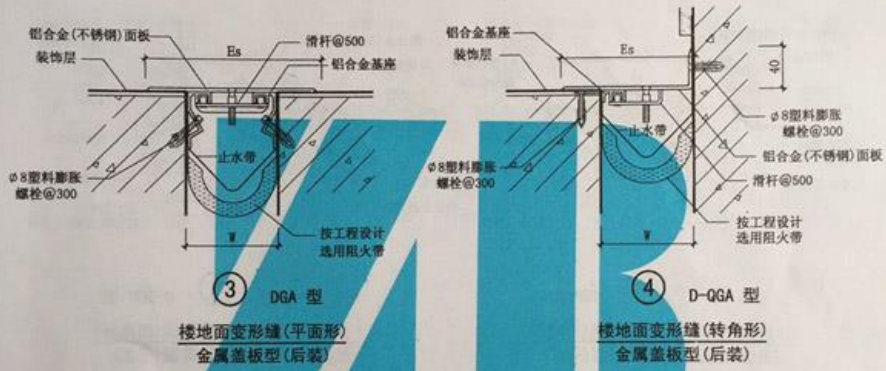 铝合金(不锈钢)面板
Es
滑杆@500
装饰层
铝合金基座
止水带
φ8塑料膨胀
螺栓@300
按工程设计
选用阻火带
W
3 DGA 型
楼地面变形缝(平面形)
金属盖板型(后装)
铝合金基座
Es
装饰层
40
φ8塑料膨胀
螺栓@300
止水带
铝合金(不锈钢)面板
φ8塑料膨胀
螺栓@300
滑杆@500
按工程设计
选用阻火带
W
4 D-QGA 型
楼地面变形缝(转角形)
金属盖板型(后装)